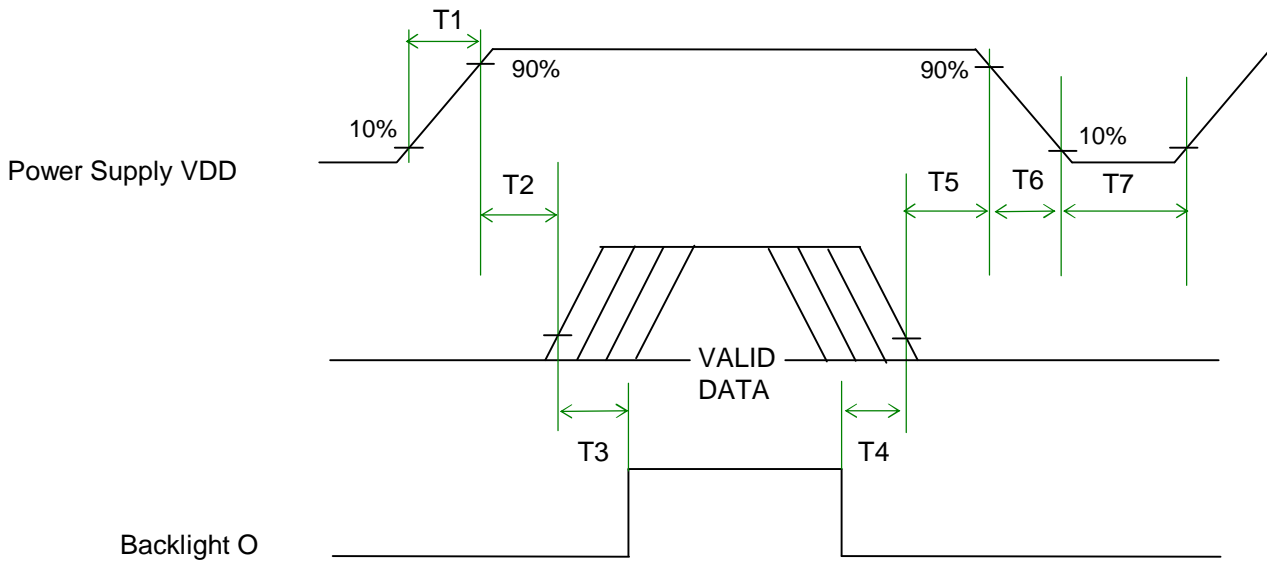 T1
90%
90%
10%
10%
Power Supply VDD
T2
T5
T6
T7
VALID
DATA
T3
T4
Backlight O